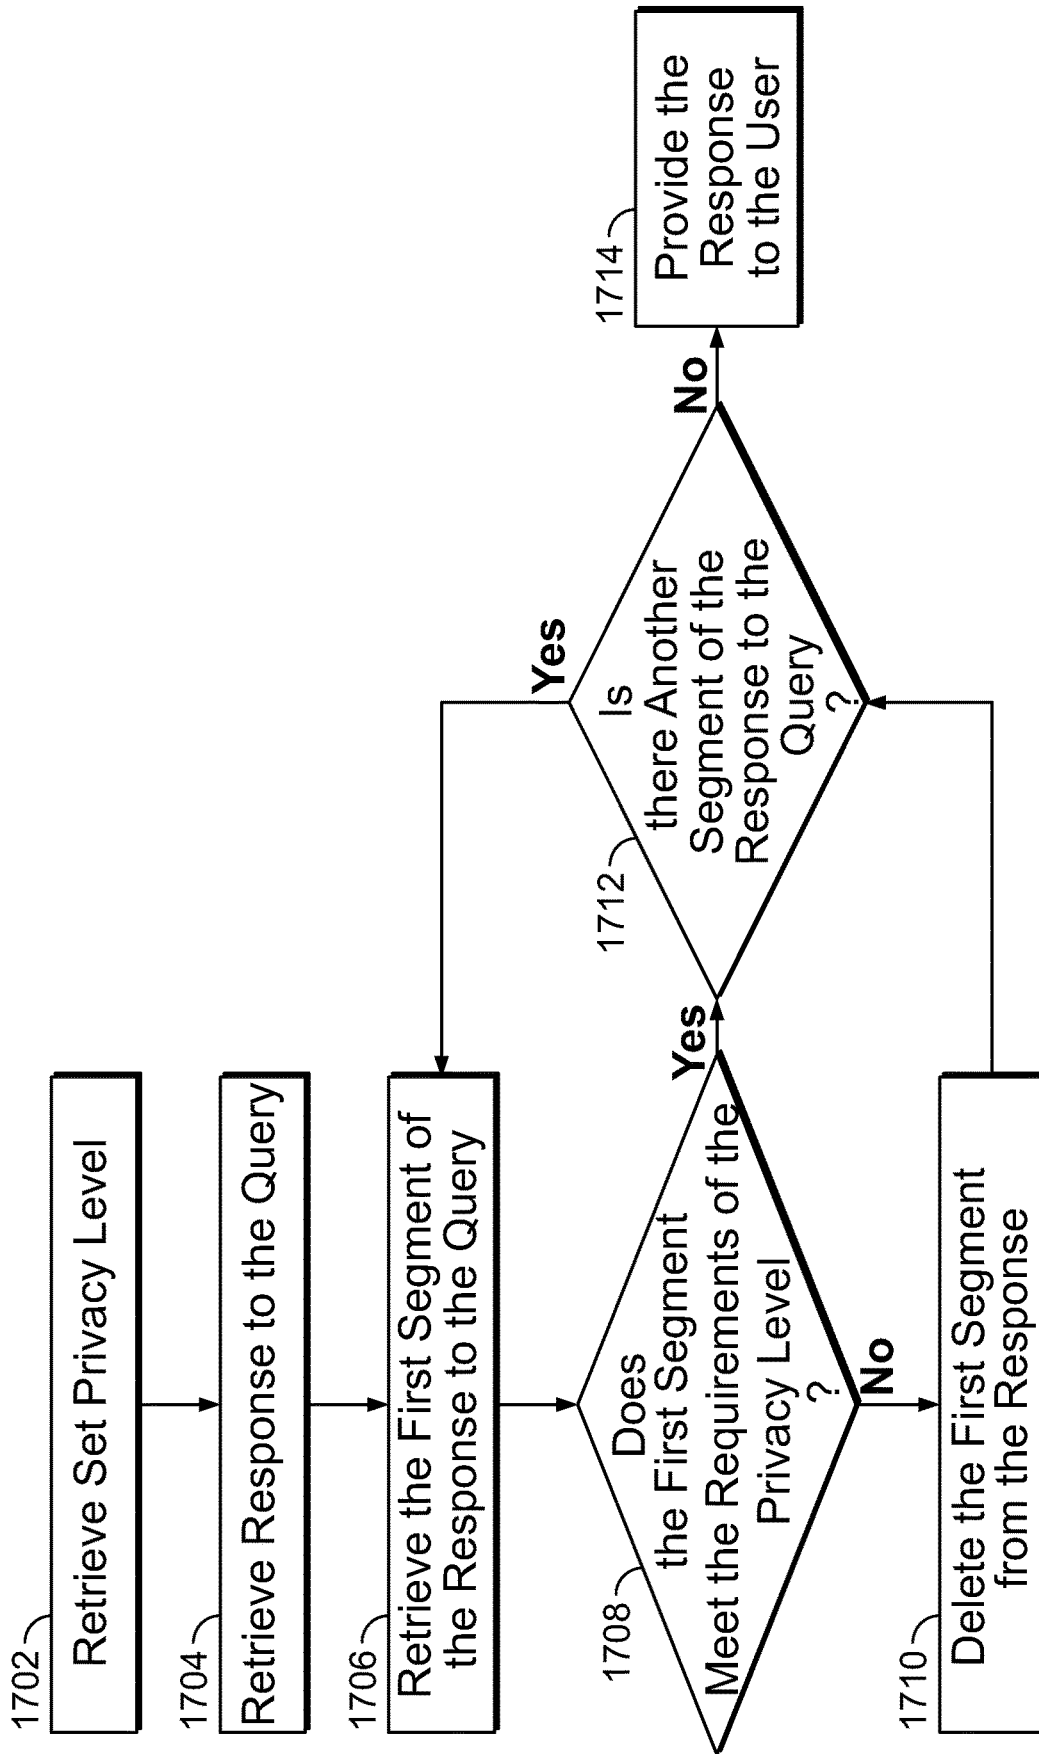 1702
Retrieve Set Privacy Level
1704
Retrieve Response to the Query
1706
Retrieve the First Segment of
the Response to the Query
1708
Does
the First Segment
Meet the Requirements of the
Privacy Level
?
Yes
No
1710
Delete the First Segment
from the Response
1712
Is
there Another
Segment of the
Response to the
Query
?
Yes
No
1714
Provide the
Response
to the User